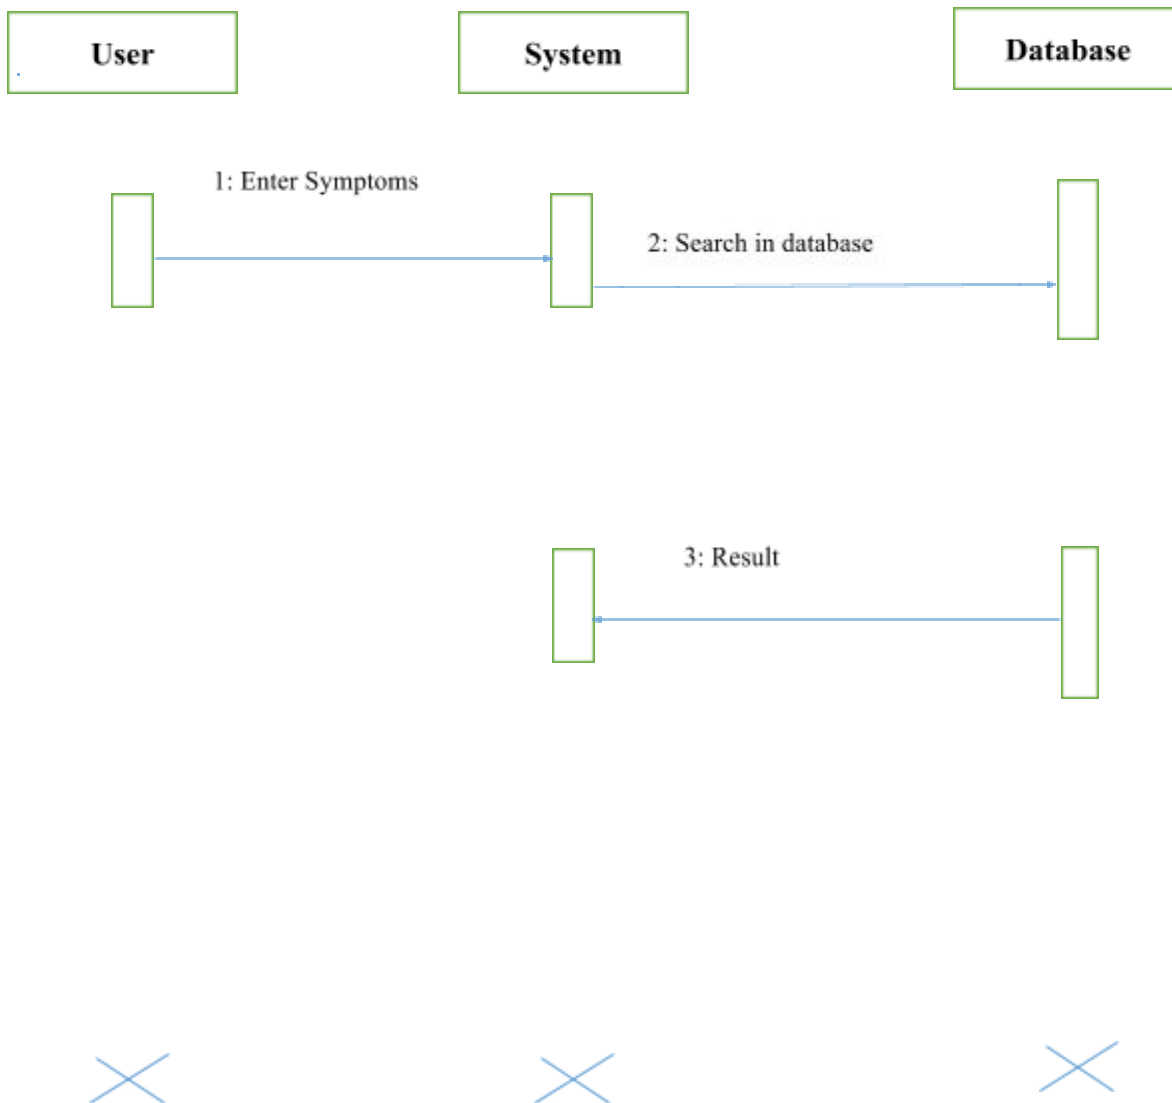 User
System
Database
1: Enter Symptoms
2: Search in database
3: Result